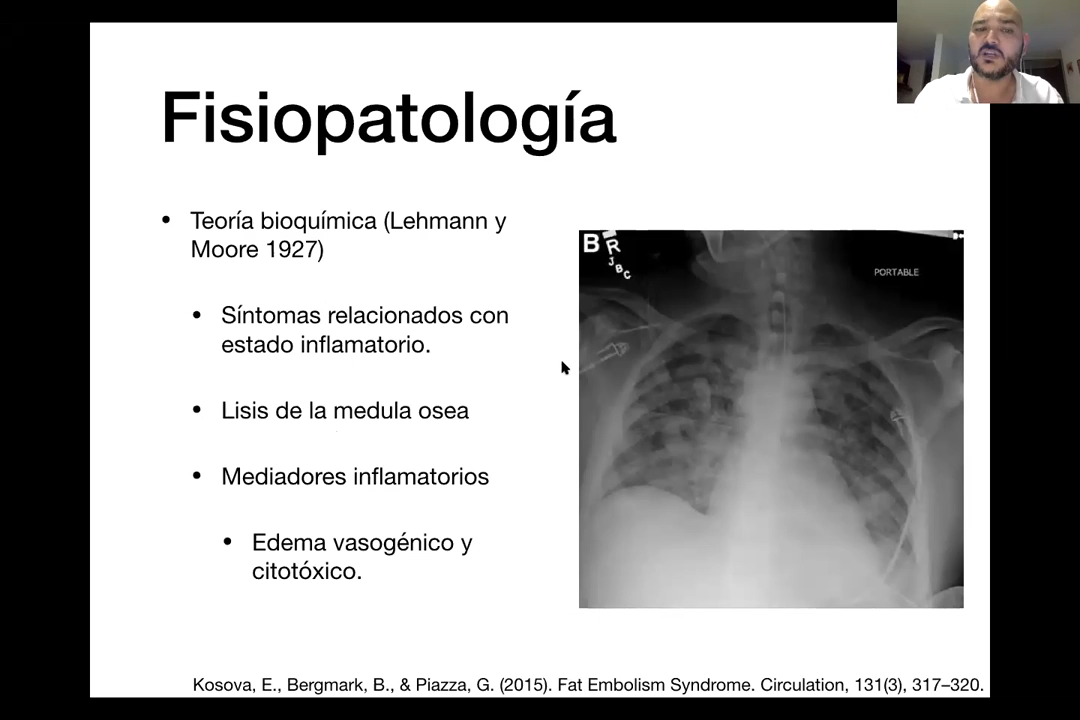 Fisiopatología
Teoría bioquímica (Lehmann y
Moore 1927)
Síntomas relacionados con
estado inflamatorio.
Lisis de la medula osea
Mediadores inflamatorios
Edema vasogénico y
citotóxico.
B R
J B C
PORTABLE
Kosova, E., Bergmark, B., & Piazza, G. (2015). Fat Embolism Syndrome. Circulation, 131(3), 317–320.